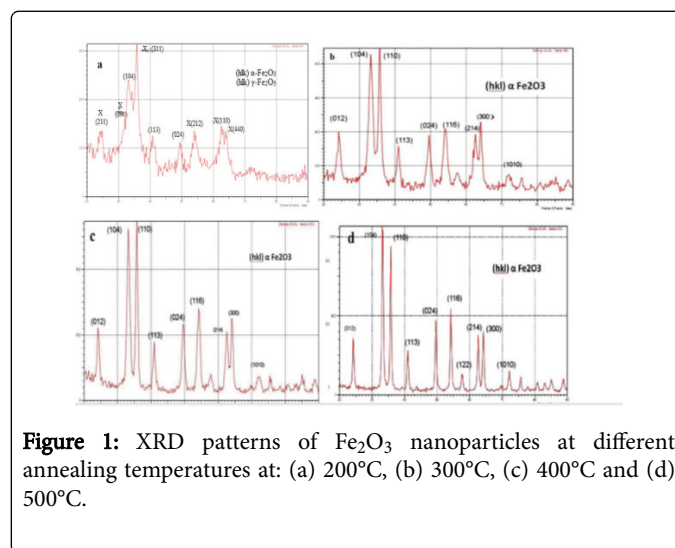 a
X (311)
(104)
(hk) α-Fe₂O₃
(hk) γ-Fe₂O₃
X
(211)
X
(113)
(024)
X(212)
X(110)
X(440)
b
(104)
(110)
(hkl) α Fe2O3
(012)
(113)
(024)
(116)
(214)
(300)
(1010)
c
(104)
(110)
(hkl) α Fe2O3
(012)
(113)
(024)
(116)
(214)
(300)
(1010)
d
(104)
(110)
(hkl) α Fe2O3
(012)
(113)
(024)
(116)
(122)
(214)
(300)
(1010)
Figure 1: XRD patterns of Fe₂O₃ nanoparticles at different
annealing temperatures at: (a) 200°C, (b) 300°C, (c) 400°C and (d)
500°C.